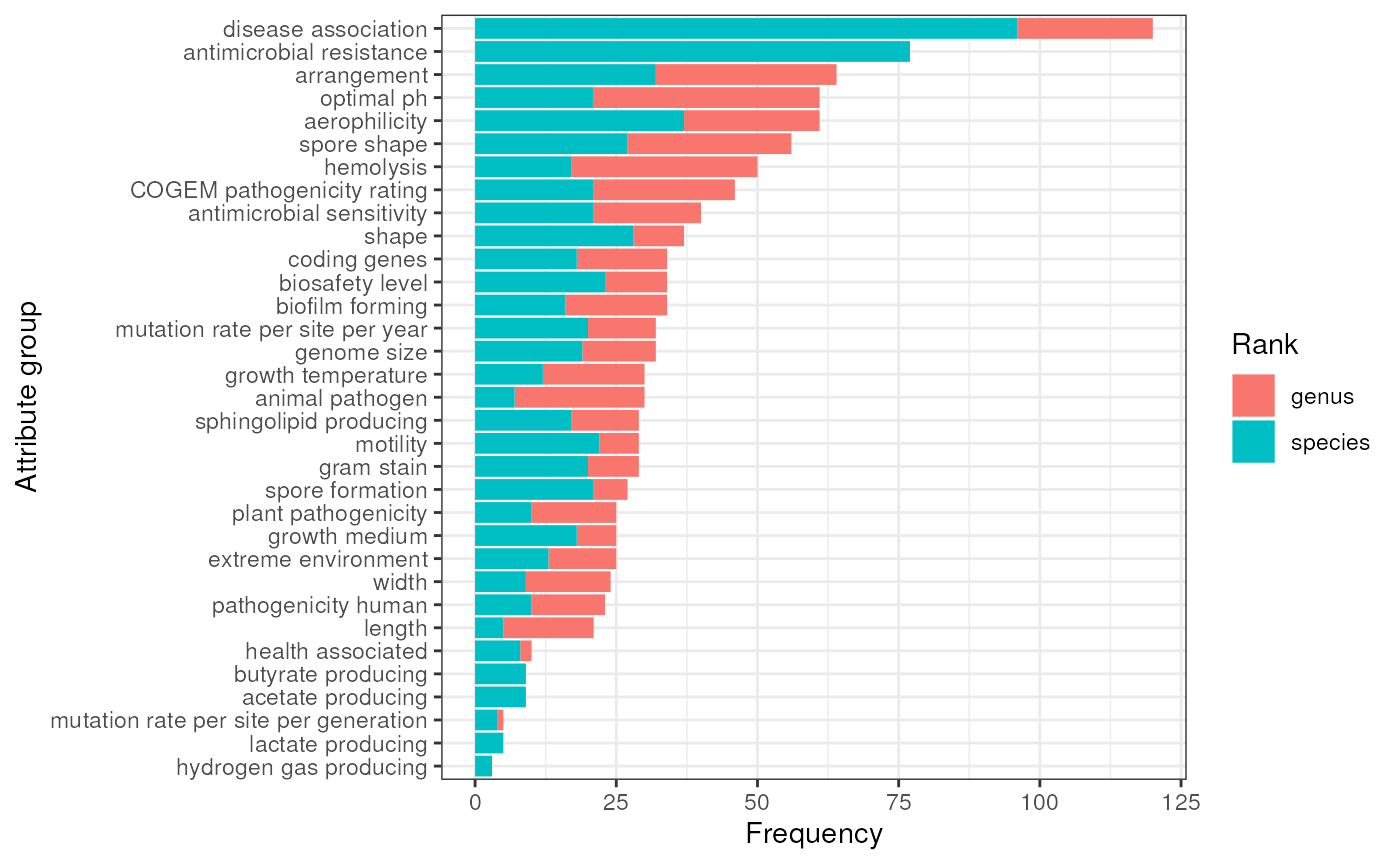 disease association
antimicrobial resistance
arrangement
optimal ph
aerophilicity
spore shape
hemolysis
COGEM pathogenicity rating
antimicrobial sensitivity
shape
coding genes
biosafety level
biofilm forming
mutation rate per site per year
genome size
growth temperature
animal pathogen
sphingolipid producing
motility
gram stain
spore formation
plant pathogenicity
growth medium
extreme environment
width
pathogenicity human
length
health associated
butyrate producing
acetate producing
mutation rate per site per generation
lactate producing
hydrogen gas producing
Attribute group
0 25 50 75 100 125
Frequency
Rank
genus
species